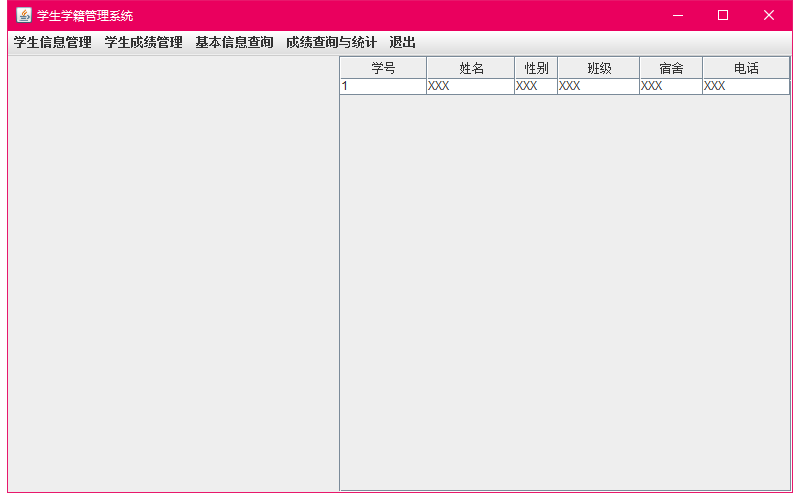 学生学籍管理系统
学生信息管理 学生成绩管理 基本信息查询 成绩查询与统计 退出
学号 姓名 性别 班级 宿舍 电话
1 XXX XXX XXX XXX XXX